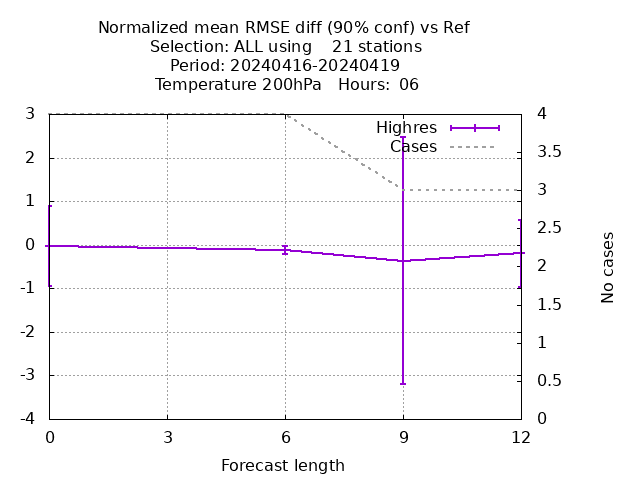 Normalized mean RMSE diff (90% conf) vs Ref
Selection: ALL using    21 stations
Period: 20240416-20240419
Temperature 200hPa   Hours:  06
Highres
Cases
3
2
1
0
-1
-2
-3
-4
4
3.5
3
2.5
2
1.5
1
0.5
0
No cases
0 3 6 9 12
Forecast length